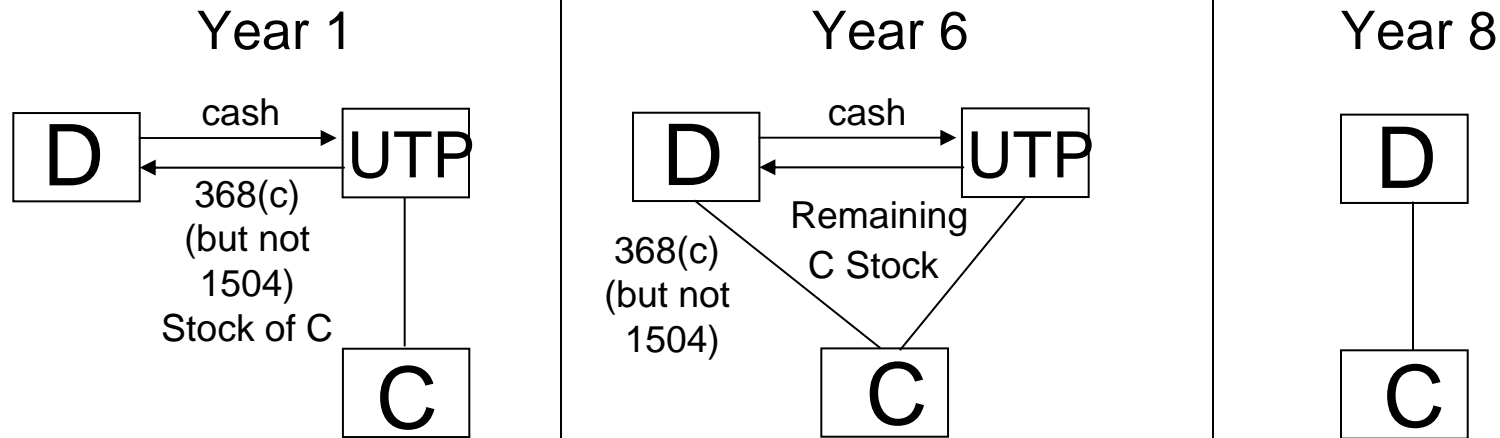 Year 1
D
cash
UTP
368(c)
(but not
1504)
Stock of C
C
Year 6
D
cash
UTP
Remaining
C Stock
368(c)
(but not
1504)
C
Year 8
D
C